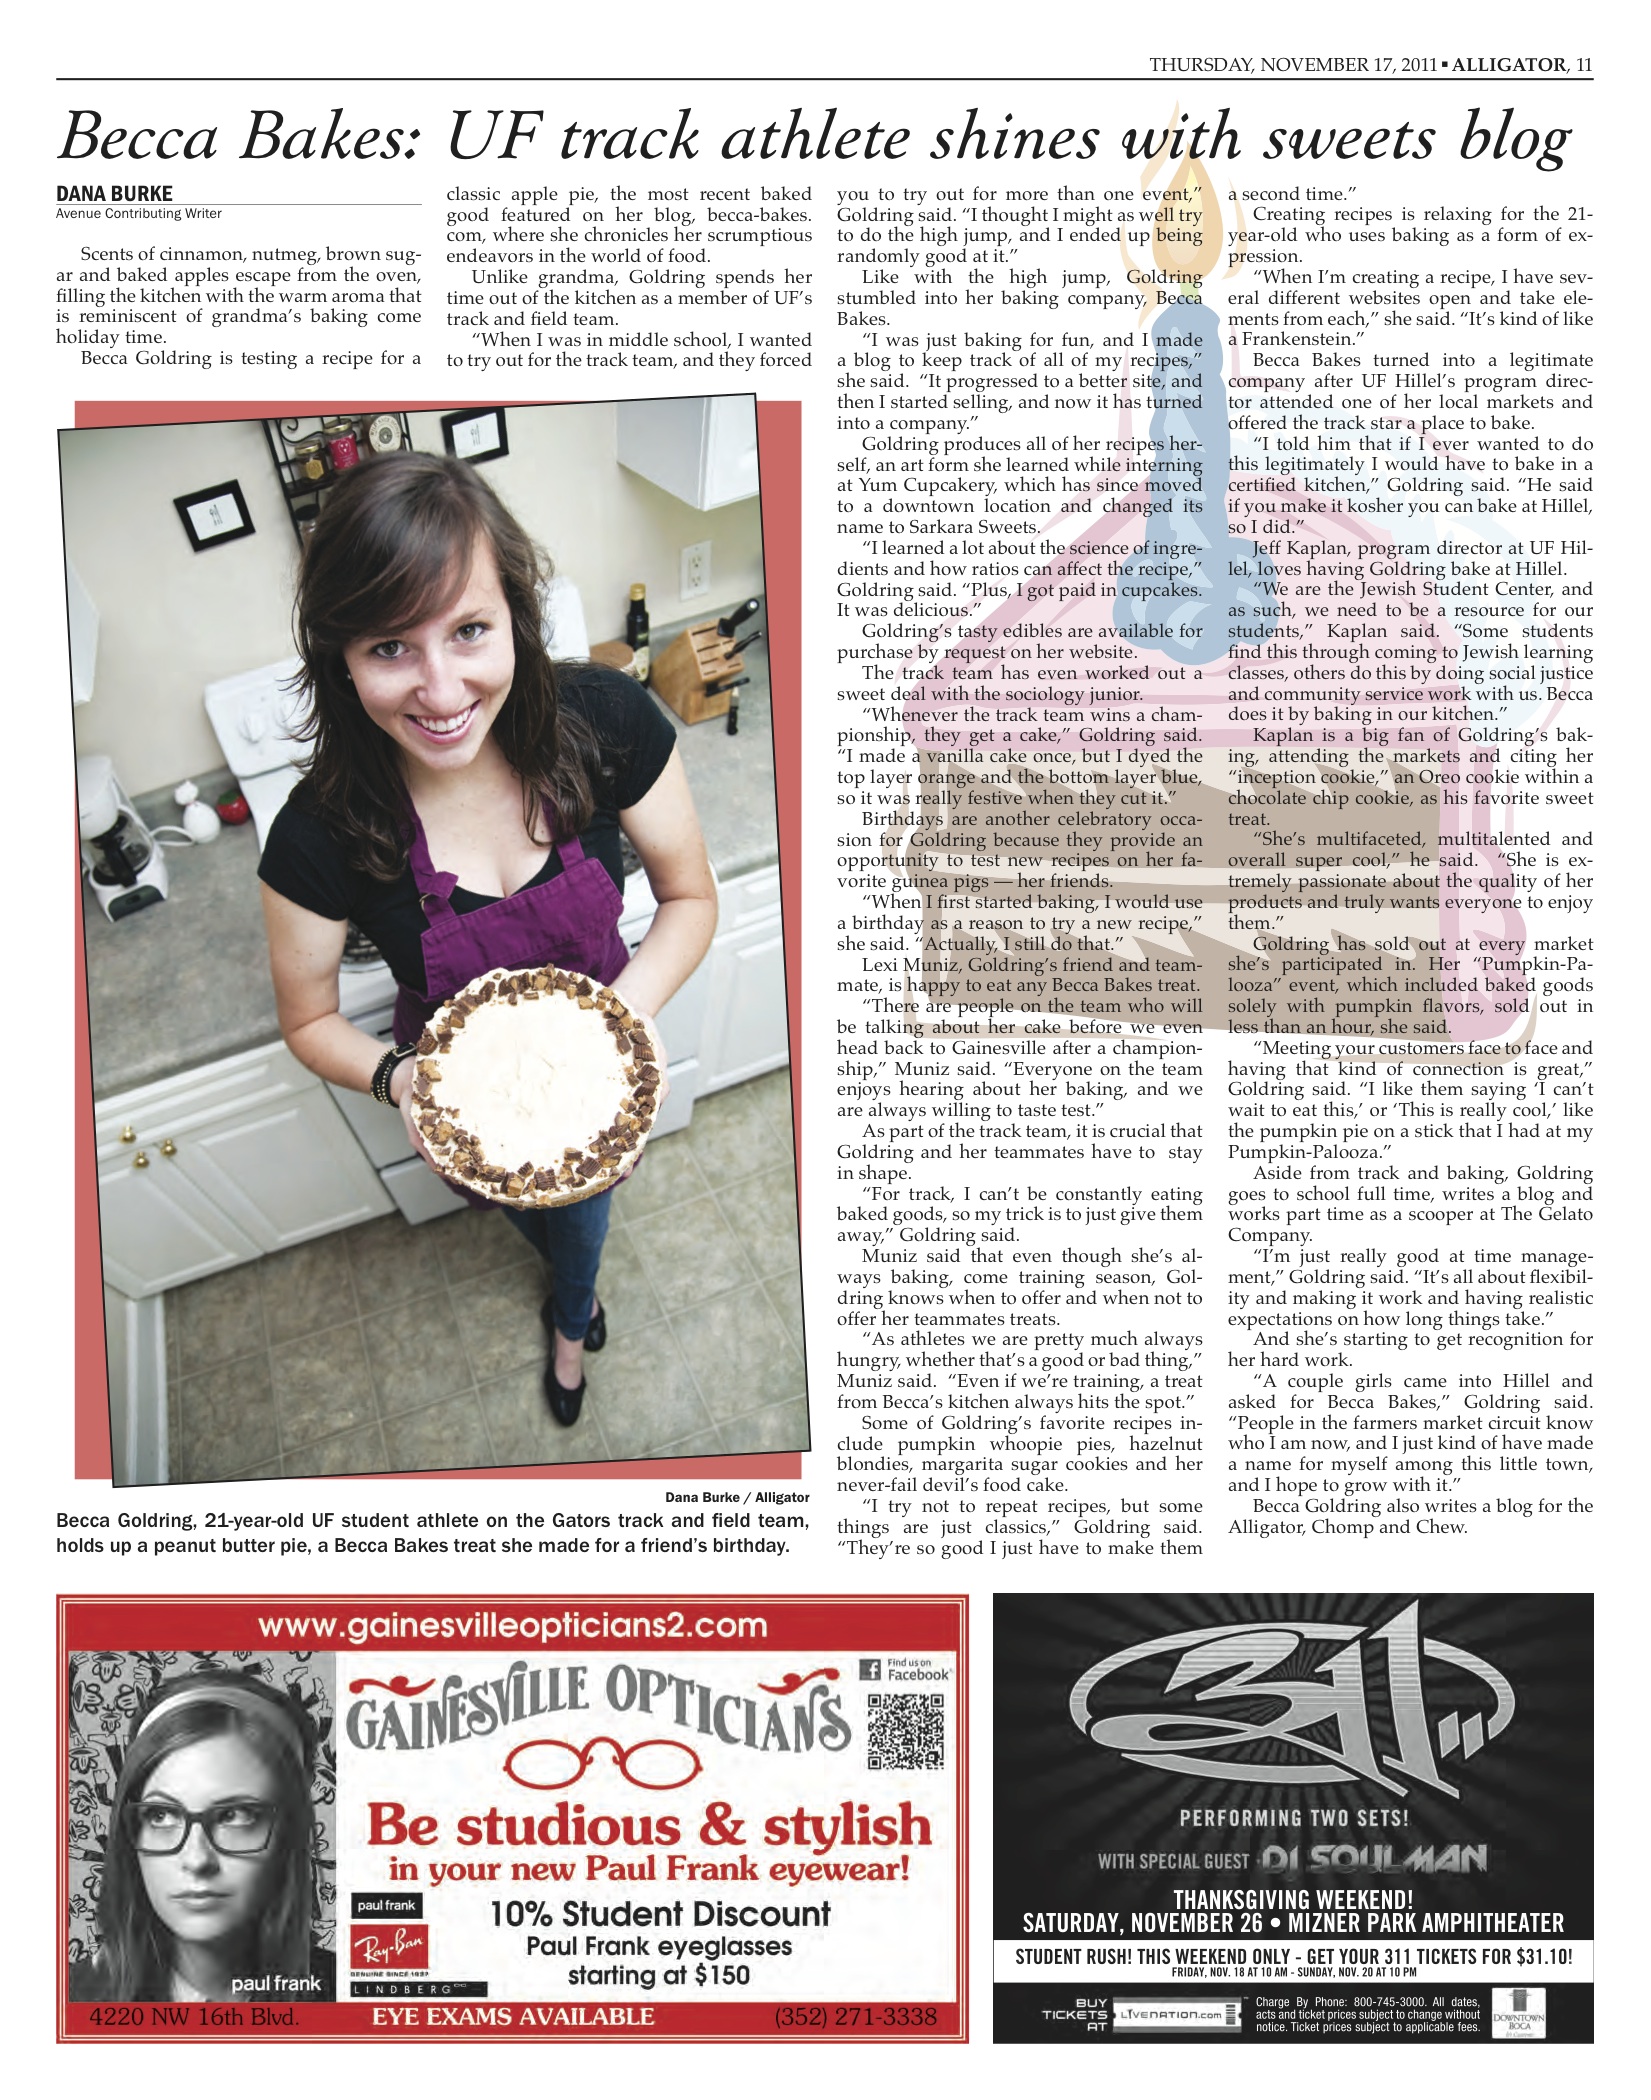 THURSDAY, NOVEMBER 17, 2011 ▪ ALLIGATOR, 11
Becca Bakes: UF track athlete shines with sweets blog
DANA BURKE
Avenue Contributing Writer
Scents of cinnamon, nutmeg, brown sug-
ar and baked apples escape from the oven,
filling the kitchen with the warm aroma that
is reminiscent of grandma's baking come
holiday time.
Becca Goldring is testing a recipe for a
classic apple pie, the most recent baked
good featured on her blog, becca-bakes.
com, where she chronicles her scrumptious
endeavors in the world of food.
Unlike grandma, Goldring spends her
time out of the kitchen as a member of UF's
track and field team.
“When I was in middle school, I wanted
to try out for the track team, and they forced
you to try out for more than one event,”
Goldring said. “I thought I might as well try
to do the high jump, and I ended up being
randomly good at it.”
Like with the high jump, Goldring
stumbled into her baking company, Becca
Bakes.
“I was just baking for fun, and I made
a blog to keep track of all of my recipes,”
she said. “It progressed to a better site, and
then I started selling, and now it has turned
into a company.”
Goldring produces all of her recipes her-
self, an art form she learned while interning
at Yum Cupcakery, which has since moved
to a downtown location and changed its
name to Sarkara Sweets.
“I learned a lot about the science of ingre-
dients and how ratios can affect the recipe,”
Goldring said. “Plus, I got paid in cupcakes.
It was delicious.”
Goldring's tasty edibles are available for
purchase by request on her website.
The track team has even worked out a
sweet deal with the sociology junior.
“Whenever the track team wins a cham-
pionship, they get a cake,” Goldring said.
“I made a vanilla cake once, but I dyed the
top layer orange and the bottom layer blue,
so it was really festive when they cut it.”
Birthdays are another celebratory occa-
sion for Goldring because they provide an
opportunity to test new recipes on her fa-
vorite guinea pigs — her friends.
“When I first started baking, I would use
a birthday as a reason to try a new recipe,”
she said. “Actually, I still do that.”
Lexi Muniz, Goldring's friend and team-
mate, is happy to eat any Becca Bakes treat.
“There are people on the team who will
be talking about her cake before we even
head back to Gainesville after a champion-
ship,” Muniz said. “Everyone on the team
enjoys hearing about her baking, and we
are always willing to taste test.”
As part of the track team, it is crucial that
Goldring and her teammates have to stay
in shape.
“For track, I can't be constantly eating
baked goods, so my trick is to just give them
away,” Goldring said.
Muniz said that even though she's al-
ways baking, come training season, Gol-
dring knows when to offer and when not to
offer her teammates treats.
“As athletes we are pretty much always
hungry, whether that's a good or bad thing,”
Muniz said. “Even if we're training, a treat
from Becca's kitchen always hits the spot.”
Some of Goldring's favorite recipes in-
clude pumpkin whoopie pies, hazelnut
blondies, margarita sugar cookies and her
never-fail devil's food cake.
“I try not to repeat recipes, but some
things are just classics,” Goldring said.
“They're so good I just have to make them
a second time.”
Creating recipes is relaxing for the 21-
year-old who uses baking as a form of ex-
pression.
“When I'm creating a recipe, I have sev-
eral different websites open and take ele-
ments from each,” she said. “It's kind of like
a Frankenstein.”
Becca Bakes turned into a legitimate
company after UF Hillel's program direc-
tor attended one of her local markets and
offered the track star a place to bake.
“I told him that if I ever wanted to do
this legitimately I would have to bake in a
certified kitchen,” Goldring said. “He said
if you make it kosher you can bake at Hillel,
so I did.”
Jeff Kaplan, program director at UF Hil-
lel, loves having Goldring bake at Hillel.
“We are the Jewish Student Center, and
as such, we need to be a resource for our
students,” Kaplan said. “Some students
find this through coming to Jewish learning
classes, others do this by doing social justice
and community service work with us. Becca
does it by baking in our kitchen.”
Kaplan is a big fan of Goldring's bak-
ing, attending the markets and citing her
“inception cookie,” an Oreo cookie within a
chocolate chip cookie, as his favorite sweet
treat.
“She's multifaceted, multitalented and
overall super cool,” he said. “She is ex-
tremely passionate about the quality of her
products and truly wants everyone to enjoy
them.”
Goldring has sold out at every market
she's participated in. Her “Pumpkin-Pa-
looza” event, which included baked goods
solely with pumpkin flavors, sold out in
less than an hour, she said.
“Meeting your customers face to face and
having that kind of connection is great,”
Goldring said. “I like them saying ‘I can't
wait to eat this,’ or ‘This is really cool,’ like
the pumpkin pie on a stick that I had at my
Pumpkin-Palooza.”
Aside from track and baking, Goldring
goes to school full time, writes a blog and
works part time as a scooper at The Gelato
Company.
“I'm just really good at time manage-
ment,” Goldring said. “It's all about flexibil-
ity and making it work and having realistic
expectations on how long things take.”
And she's starting to get recognition for
her hard work.
“A couple girls came into Hillel and
asked for Becca Bakes,” Goldring said.
“People in the farmers market circuit know
who I am now, and I just kind of have made
a name for myself among this little town,
and I hope to grow with it.”
Becca Goldring also writes a blog for the
Alligator, Chomp and Chew.
Dana Burke / Alligator
Becca Goldring, 21-year-old UF student athlete on the Gators track and field team,
holds up a peanut butter pie, a Becca Bakes treat she made for a friend's birthday.
www.gainesvilleopticians2.com
Find us on
Facebook
GAINESVILLE OPTICIANS
Be studious & stylish
in your new Paul Frank eyewear!
paul frank
Ray-Ban
GENUINE SINCE 1937
LINDBERG
10% Student Discount
Paul Frank eyeglasses
starting at $150
paul frank
4220 NW 16th Blvd.
EYE EXAMS AVAILABLE
(352) 271-3338
311
PERFORMING TWO SETS!
WITH SPECIAL GUEST DJ SOULMAN
THANKSGIVING WEEKEND!
SATURDAY, NOVEMBER 26 • MIZNER PARK AMPHITHEATER
STUDENT RUSH! THIS WEEKEND ONLY - GET YOUR 311 TICKETS FOR $31.10!
FRIDAY, NOV. 18 AT 10 AM - SUNDAY, NOV. 20 AT 10 PM
BUY
TICKETS
AT
LIVENATION.com
Charge By Phone: 800-745-3000. All dates,
acts and ticket prices subject to change without
notice. Ticket prices subject to applicable fees.
DOWNTOWN
BOCA